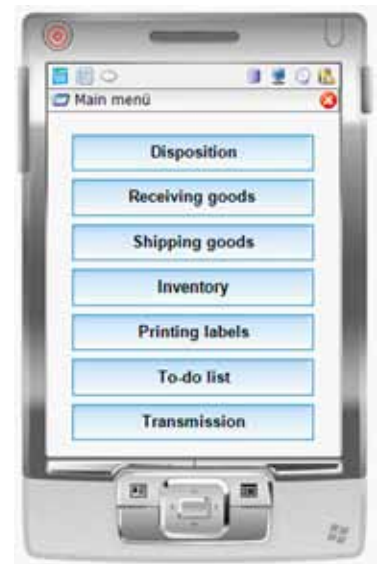 Main menü
Disposition
Receiving goods
Shipping goods
Inventory
Printing labels
To-do list
Transmission